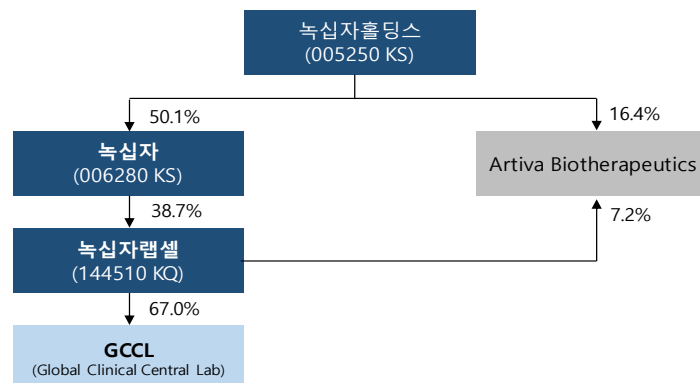 녹십자홀딩스
(005250 KS)
50.1%
16.4%
녹십자
(006280 KS)
Artiva Biotherapeutics
38.7%
7.2%
녹십자랩셀
(144510 KQ)
67.0%
GCCL
(Global Clinical Central Lab)